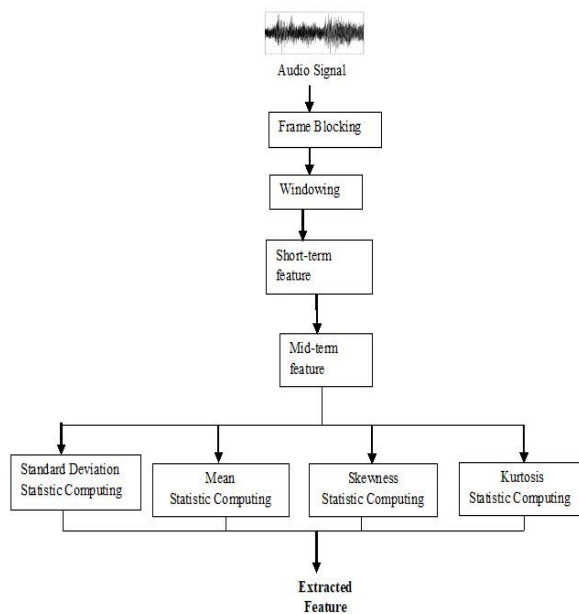 Audio Signal
Frame Blocking
Windowing
Short-term
feature
Mid-term
feature
Standard Deviation
Statistic Computing
Mean
Statistic Computing
Skewness
Statistic Computing
Kurtosis
Statistic Computing
Extracted
Feature